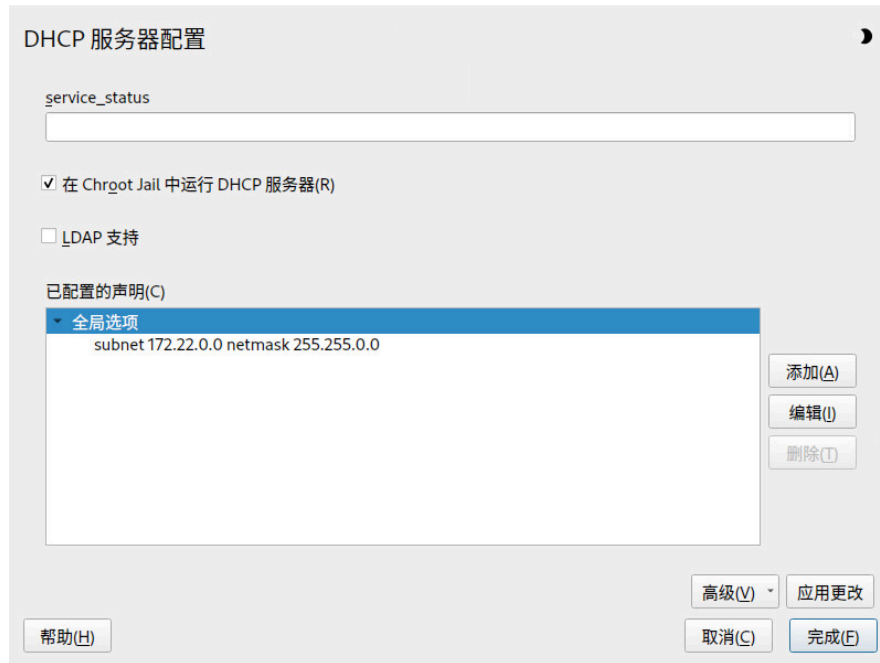 DHCP 服务器配置
service_status
在 Chroot Jail 中运行 DHCP 服务器(R)
LDAP 支持
已配置的声明(C)
全局选项
subnet 172.22.0.0 netmask 255.255.0.0
添加(A)
编辑(I)
删除(T)
高级(V)
应用更改
帮助(H)
取消(C)
完成(F)